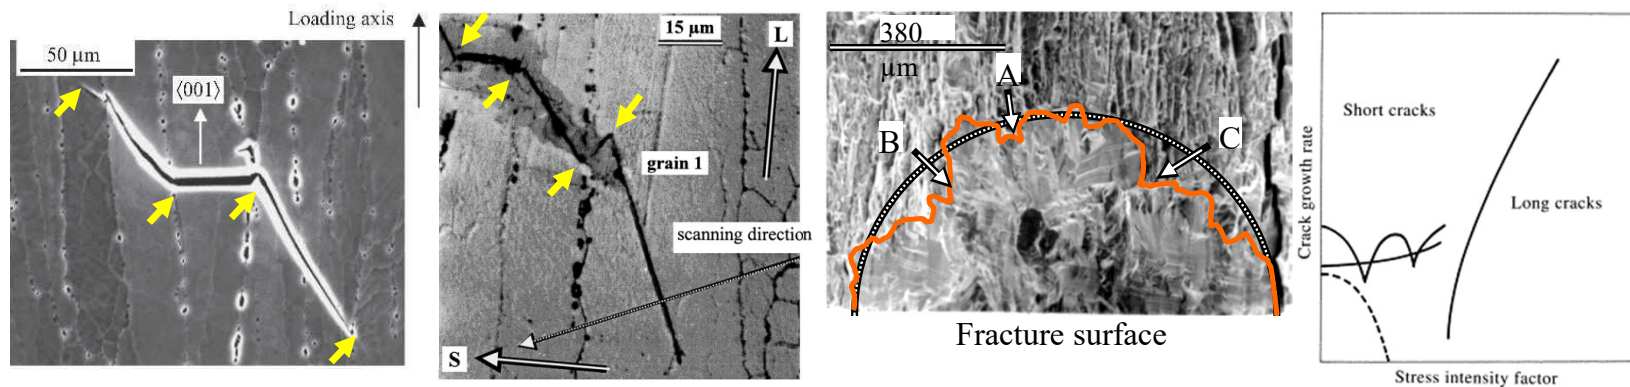 Loading axis
50 μm
⟨001⟩
15 μm
L
grain 1
scanning direction
S
380
μm
A
B
C
Fracture surface
Crack growth rate
Short cracks
Long cracks
Stress intensity factor